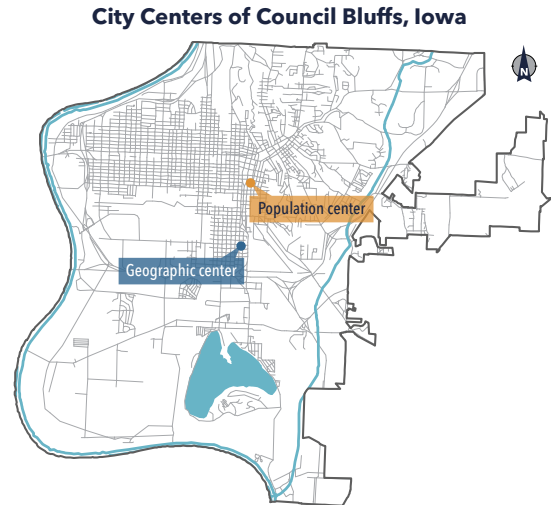 City Centers of Council Bluffs, Iowa
N
Population center
Geographic center